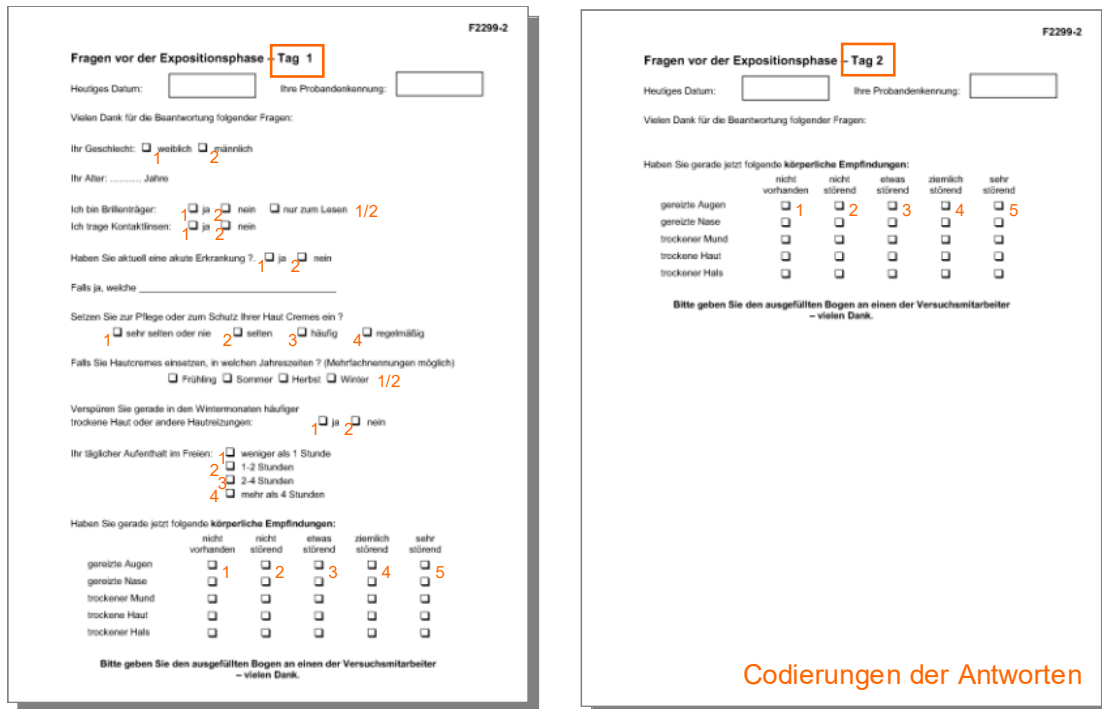 F2299-2
Fragen vor der Expositionsphase – Tag 1
Heutiges Datum: Ihre Probandenkennung:
Vielen Dank für die Beantwortung folgender Fragen:
Ihr Geschlecht: ❏ weiblich ❏ männlich
1 2
Ihr Alter: ........... Jahre
Ich bin Brillenträger: 1 ❏ ja 2 ❏ nein ❏ nur zum Lesen 1/2
Ich trage Kontaktlinsen: 1 ❏ ja 2 ❏ nein
Haben Sie aktuell eine akute Erkrankung ?. 1 ❏ ja 2 ❏ nein
Falls ja, welche ________________________________
Setzen Sie zur Pflege oder zum Schutz Ihrer Haut Cremes ein ?
1 ❏ sehr selten oder nie 2 ❏ selten 3 ❏ häufig 4 ❏ regelmäßig
Falls Sie Hautcremes einsetzen, in welchen Jahreszeiten ? (Mehrfachnennungen möglich)
❏ Frühling ❏ Sommer ❏ Herbst ❏ Winter 1/2
Verspüren Sie gerade in den Wintermonaten häufiger
trockene Haut oder andere Hautreizungen: 1 ❏ ja 2 ❏ nein
Ihr täglicher Aufenthalt im Freien: 1 ❏ weniger als 1 Stunde
2 ❏ 1-2 Stunden
3 ❏ 2-4 Stunden
4 ❏ mehr als 4 Stunden
Haben Sie gerade jetzt folgende körperliche Empfindungen:
nicht nicht etwas ziemlich sehr
vorhanden störend störend störend störend
gereizte Augen ❏ 1 ❏ 2 ❏ 3 ❏ 4 ❏ 5
gereizte Nase ❏ ❏ ❏ ❏ ❏
trockener Mund ❏ ❏ ❏ ❏ ❏
trockene Haut ❏ ❏ ❏ ❏ ❏
trockener Hals ❏ ❏ ❏ ❏ ❏
Bitte geben Sie den ausgefüllten Bogen an einen der Versuchsmitarbeiter
– vielen Dank.
F2299-2
Fragen vor der Expositionsphase – Tag 2
Heutiges Datum: Ihre Probandenkennung:
Vielen Dank für die Beantwortung folgender Fragen:
Haben Sie gerade jetzt folgende körperliche Empfindungen:
nicht nicht etwas ziemlich sehr
vorhanden störend störend störend störend
gereizte Augen ❏ 1 ❏ 2 ❏ 3 ❏ 4 ❏ 5
gereizte Nase ❏ ❏ ❏ ❏ ❏
trockener Mund ❏ ❏ ❏ ❏ ❏
trockene Haut ❏ ❏ ❏ ❏ ❏
trockener Hals ❏ ❏ ❏ ❏ ❏
Bitte geben Sie den ausgefüllten Bogen an einen der Versuchsmitarbeiter
– vielen Dank.
Codierungen der Antworten